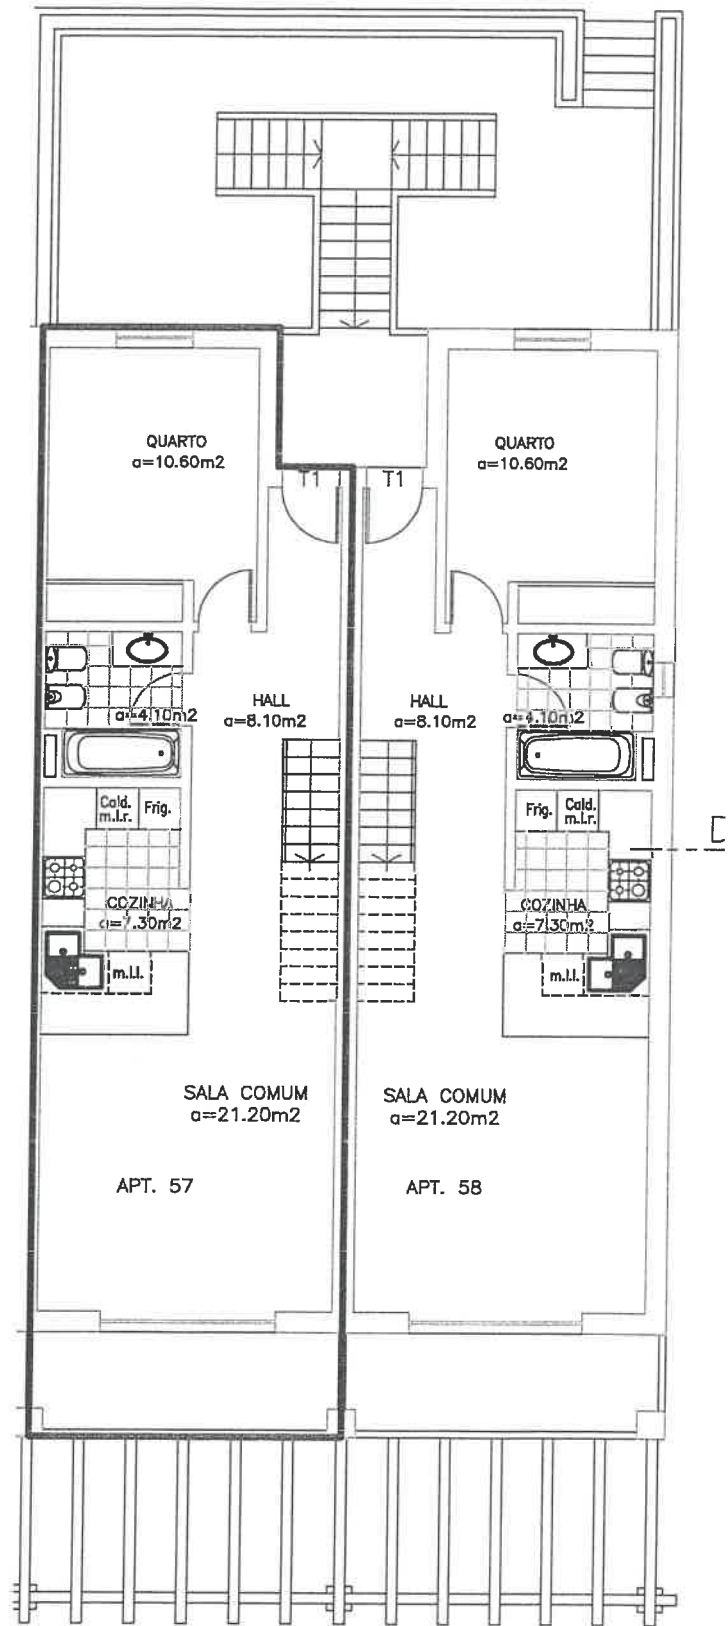 QUARTO
a=10.60m2
QUARTO
a=10.60m2
T1
T1
HALL
a=8.10m2
HALL
a=8.10m2
a=4.10m2
a=4.10m2
Cald.
m.l.r.
Frig.
Frig.
Cald.
m.l.r.
COZINHA
a=7.30m2
COZINHA
a=7.30m2
m.l.l.
m.l.l.
SALA COMUM
a=21.20m2
SALA COMUM
a=21.20m2
APT. 57
APT. 58